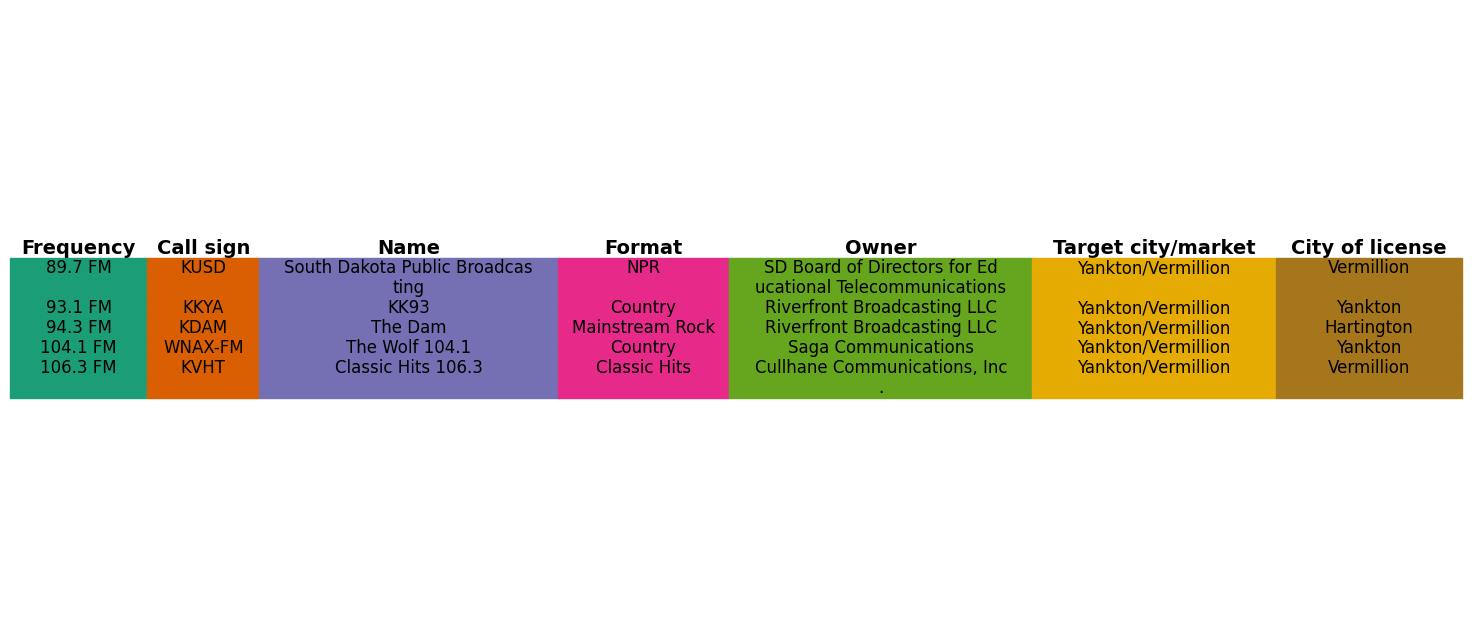 Frequency Call sign Name Format Owner Target city/market City of license
89.7 FM KUSD South Dakota Public Broadcas NPR SD Board of Directors for Ed Yankton/Vermillion Vermillion
ting ucational Telecommunications
93.1 FM KKYA KK93 Country Riverfront Broadcasting LLC Yankton/Vermillion Yankton
94.3 FM KDAM The Dam Mainstream Rock Riverfront Broadcasting LLC Yankton/Vermillion Hartington
104.1 FM WNAX-FM The Wolf 104.1 Country Saga Communications Yankton/Vermillion Yankton
106.3 FM KVHT Classic Hits 106.3 Classic Hits Cullhane Communications, Inc Yankton/Vermillion Vermillion
.